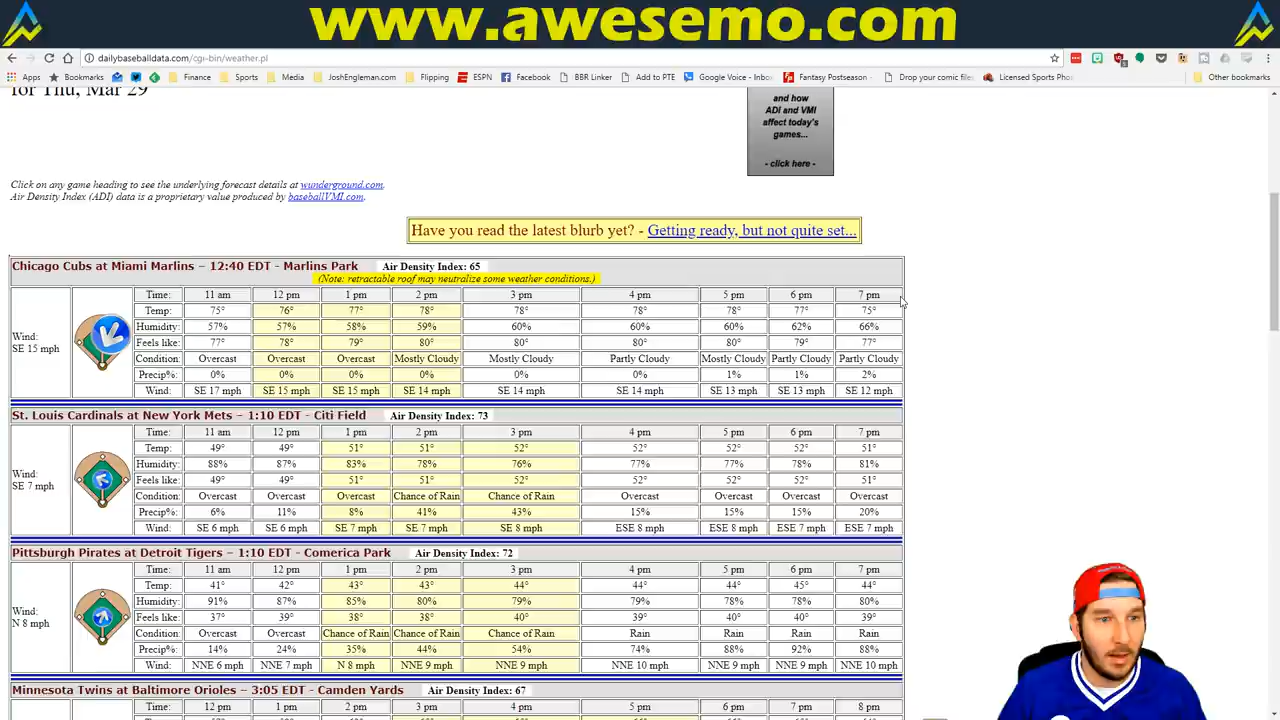 www.awesemo.com
dailybaseballdata.com/cgi-bin/weather.pl
Apps Bookmarks Finance Sports Media JoshEngleman.com Flipping ESPN Facebook BBR Linker Add to PTE Google Voice - Inbox Fantasy Postseason Drop your comic files Licensed Sports Pho Other bookmarks
for Thu, Mar 29
and how
ADI and VMI
affect today's
games...
- click here -
Click on any game heading to see the underlying forecast details at wunderground.com.
Air Density Index (ADI) data is a proprietary value produced by baseballVMI.com.
Have you read the latest blurb yet? - Getting ready, but not quite set...
Chicago Cubs at Miami Marlins – 12:40 EDT - Marlins Park Air Density Index: 65
(Note: retractable roof may neutralize some weather conditions.)
Wind:
SE 15 mph
Time: 11 am 12 pm 1 pm 2 pm 3 pm 4 pm 5 pm 6 pm 7 pm
Temp: 75° 76° 77° 78° 78° 78° 78° 77° 75°
Humidity: 57% 57% 58% 59% 60% 60% 60% 62% 66%
Feels like: 77° 78° 79° 80° 80° 80° 80° 79° 77°
Condition: Overcast Overcast Overcast Mostly Cloudy Mostly Cloudy Partly Cloudy Mostly Cloudy Partly Cloudy Partly Cloudy
Precip% 0% 0% 0% 0% 0% 0% 1% 1% 2%
Wind: SE 17 mph SE 15 mph SE 15 mph SE 14 mph SE 14 mph SE 14 mph SE 13 mph SE 13 mph SE 12 mph
St. Louis Cardinals at New York Mets – 1:10 EDT - Citi Field Air Density Index: 73
Wind:
SE 7 mph
Time: 11 am 12 pm 1 pm 2 pm 3 pm 4 pm 5 pm 6 pm 7 pm
Temp: 49° 49° 51° 51° 52° 52° 52° 52° 51°
Humidity: 88% 87% 83% 78% 76% 77% 77% 78% 81%
Feels like: 49° 49° 51° 51° 52° 52° 52° 52° 51°
Condition: Overcast Overcast Overcast Chance of Rain Chance of Rain Overcast Overcast Overcast Overcast
Precip% 6% 11% 8% 41% 43% 15% 15% 15% 20%
Wind: SE 6 mph SE 6 mph SE 7 mph SE 7 mph SE 8 mph ESE 8 mph ESE 8 mph ESE 7 mph ESE 7 mph
Pittsburgh Pirates at Detroit Tigers – 1:10 EDT - Comerica Park Air Density Index: 72
Wind:
N 8 mph
Time: 11 am 12 pm 1 pm 2 pm 3 pm 4 pm 5 pm 6 pm 7 pm
Temp: 41° 42° 43° 43° 44° 44° 44° 45° 44°
Humidity: 91% 87% 85% 80% 79% 79% 78% 78% 80%
Feels like: 37° 39° 38° 38° 40° 39° 40° 40° 39°
Condition: Overcast Overcast Chance of Rain Chance of Rain Chance of Rain Rain Rain Rain Rain
Precip% 14% 24% 35% 44% 54% 74% 88% 92% 88%
Wind: NNE 6 mph NNE 7 mph N 8 mph NNE 9 mph NNE 9 mph NNE 10 mph NNE 9 mph NNE 9 mph NNE 10 mph
Minnesota Twins at Baltimore Orioles – 3:05 EDT - Camden Yards Air Density Index: 67
Time: 12 pm 1 pm 2 pm 3 pm 4 pm 5 pm 6 pm 7 pm 8 pm